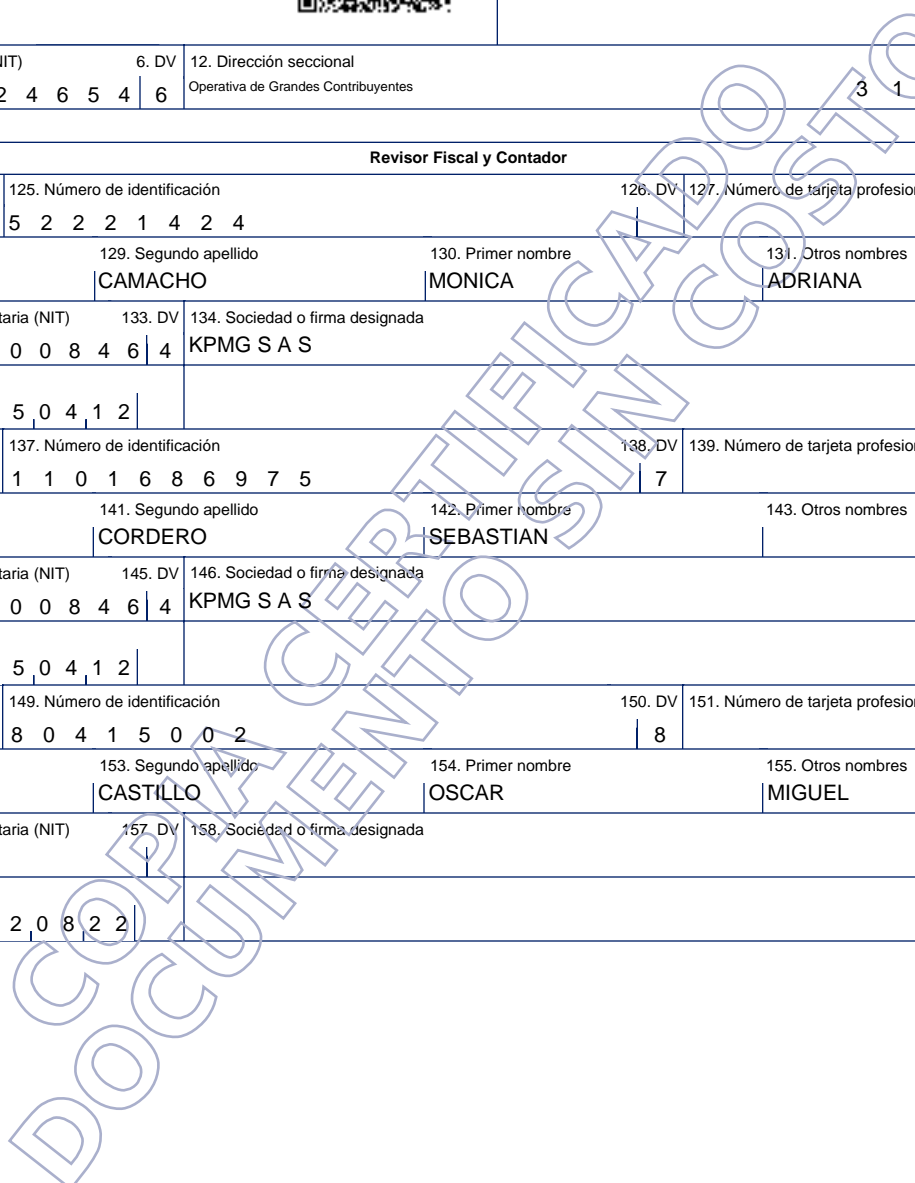 IIT) 6. DV 12. Dirección seccional
2 4 6 5 4 6 Operativa de Grandes Contribuyentes 3 1
Revisor Fiscal y Contador
125. Número de identificación 126. DV 127. Número de tarjeta profesion
5 2 2 2 1 4 2 4
129. Segundo apellido 130. Primer nombre 131. Otros nombres
CAMACHO MONICA ADRIANA
taria (NIT) 133. DV 134. Sociedad o firma designada
0 0 8 4 6 4 KPMG S A S
5 0 4 1 2
137. Número de identificación 138. DV 139. Número de tarjeta profesion
1 1 0 1 6 8 6 9 7 5 7
141. Segundo apellido 142. Primer nombre 143. Otros nombres
CORDERO SEBASTIAN
taria (NIT) 145. DV 146. Sociedad o firma designada
0 0 8 4 6 4 KPMG S A S
5 0 4 1 2
149. Número de identificación 150. DV 151. Número de tarjeta profesion
8 0 4 1 5 0 0 2 8
153. Segundo apellido 154. Primer nombre 155. Otros nombres
CASTILLO OSCAR MIGUEL
taria (NIT) 157. DV 158. Sociedad o firma designada
2 0 8 2 2
COPIA CERTIFICADO
DOCUMENTO SIN COSTO